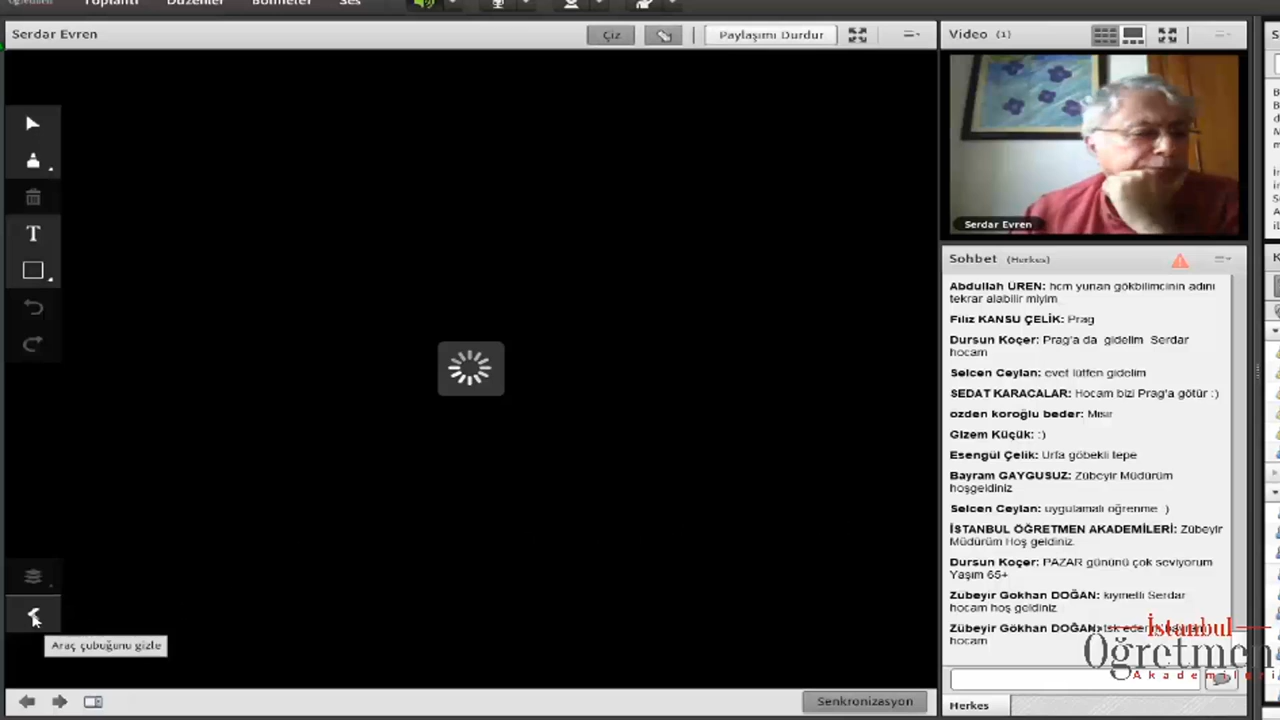 Toplantı Düzenler Bölmeler Ses
Serdar Evren
Çiz
Paylaşımı Durdur
T
Araç çubuğunu gizle
Senkronizasyon
Video (1)
Serdar Evren
Sohbet (Herkes)
Abdullah ÜREN: hcm yunan gökbilimcinin adını
tekrar alabilir miyim
Filiz KANSU ÇELİK: Prag
Dursun Koçer: Prag'a da gidelim Serdar
hocam
Selcen Ceylan: evet lütfen gidelim
SEDAT KARACALAR: Hocam bizi Prag'a götür :)
ozden koroğlu beder: Mısır
Gizem Küçük: :)
Esengül Çelik: Urfa göbekli tepe
Bayram GAYGUSUZ: Zübeyir Müdürüm
hoşgeldiniz
Selcen Ceylan: uygulamalı öğrenme :)
İSTANBUL ÖĞRETMEN AKADEMİLERİ: Zübeyir
Müdürüm Hoş geldiniz.
Dursun Koçer: PAZAR gününü çok seviyorum
Yaşım 65+
Zübeyir Gökhan DOĞAN: kıymetli Serdar
hocam hoş geldiniz
Zübeyir Gökhan DOĞAN:
hocam
Herkes
İstanbul
Öğretmen
Akademileri